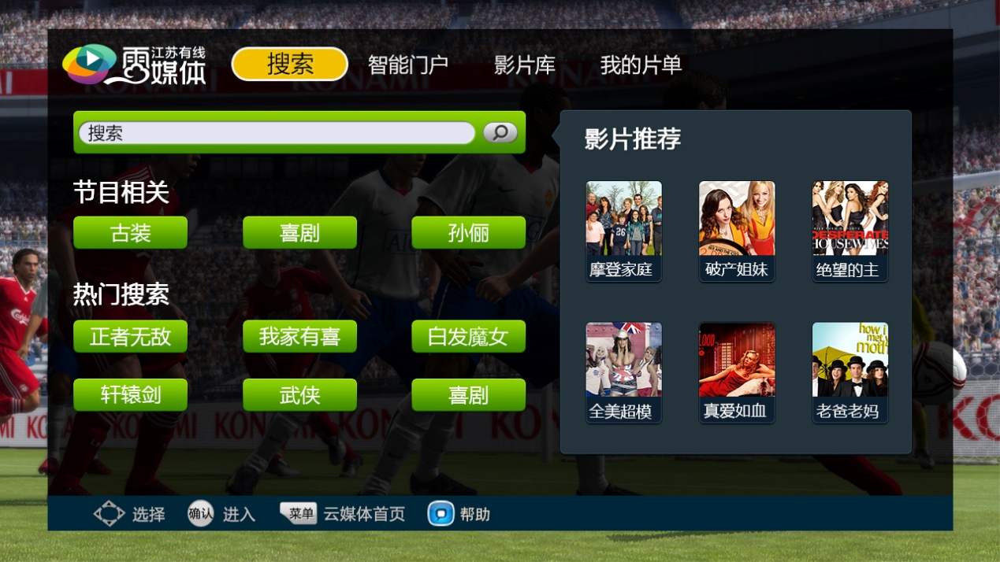 江苏有线
云媒体
搜索
智能门户
影片库
我的片单
搜索
影片推荐
节目相关
古装
喜剧
孙俪
热门搜索
正者无敌
我家有喜
白发魔女
轩辕剑
武侠
喜剧
26
DESPERATE
HOUSEWIVES
摩登家庭
破产姐妹
绝望的主
how i
met y
moth
全美超模
真爱如血
老爸老妈
KONAMI
KONAMI
KONAMI
选择
确认
进入
菜单
云媒体首页
帮助